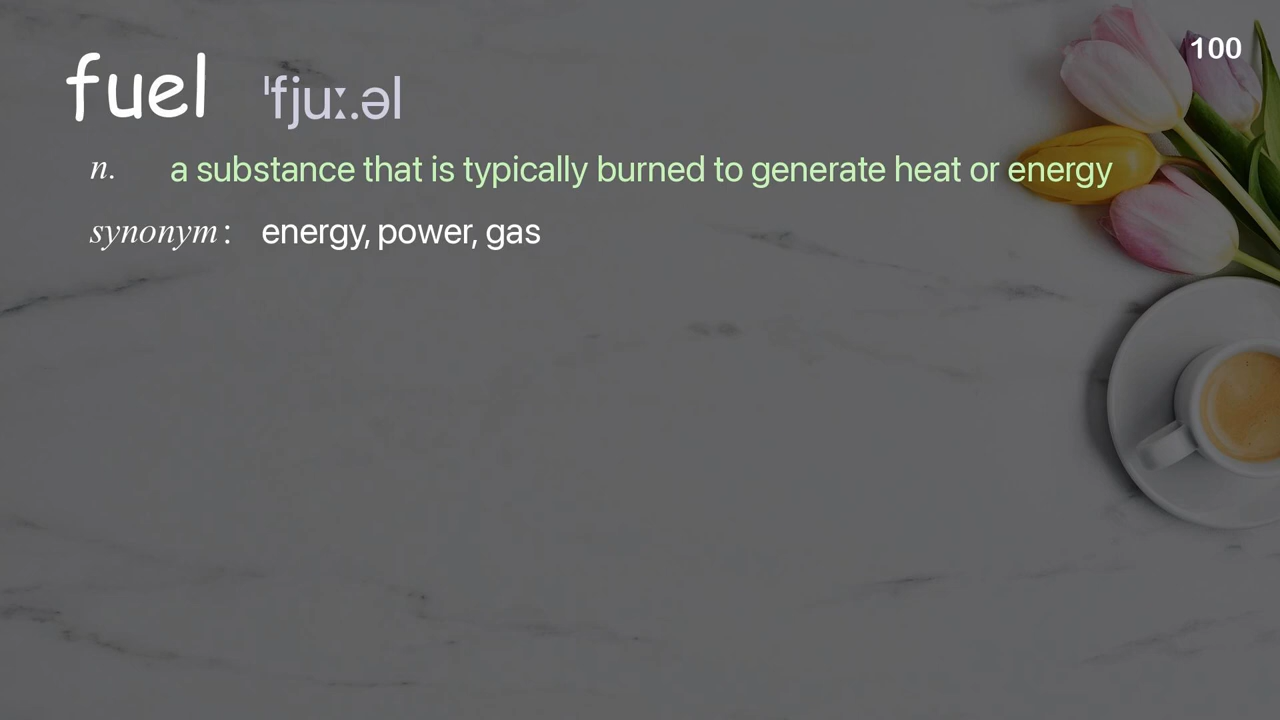 100
fuel ˈfjuː.əl
n. a substance that is typically burned to generate heat or energy
synonym : energy, power, gas